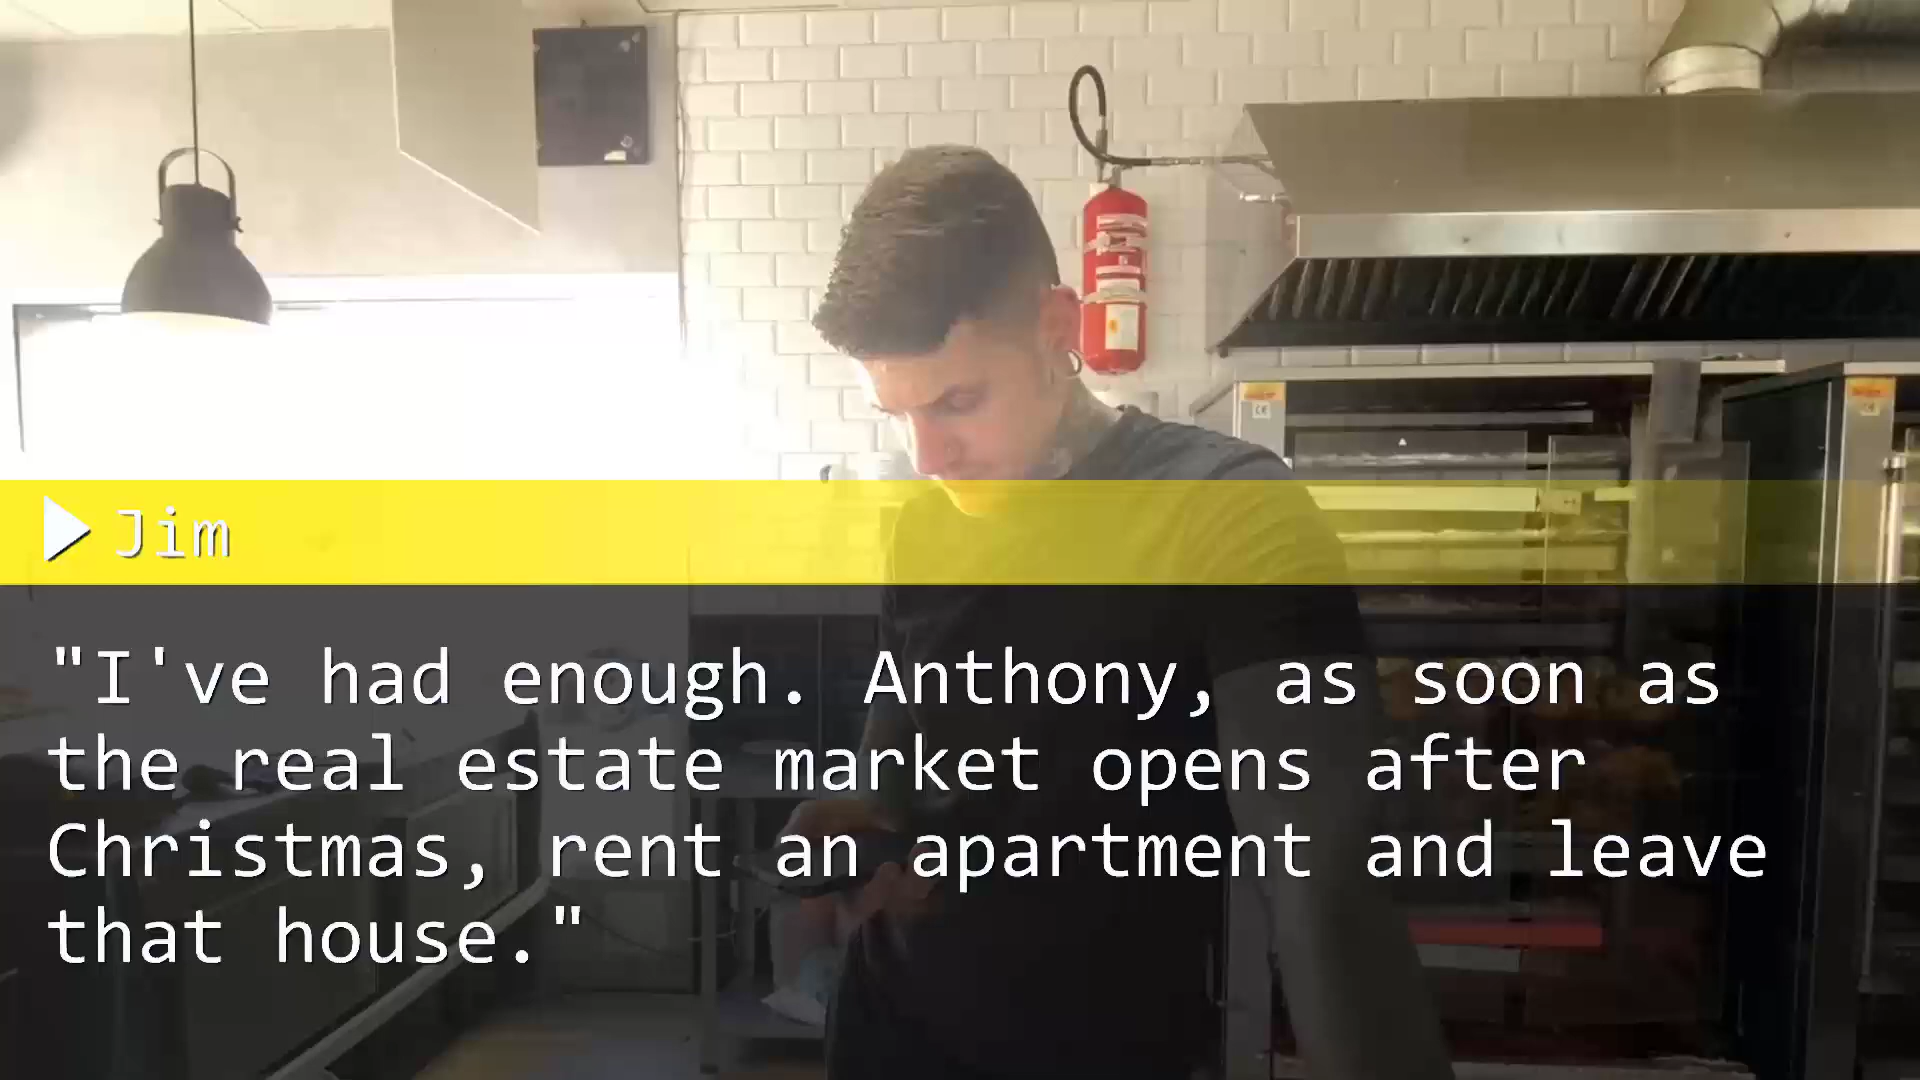 Jim
"I've had enough. Anthony, as soon as
the real estate market opens after
Christmas, rent an apartment and leave
that house."